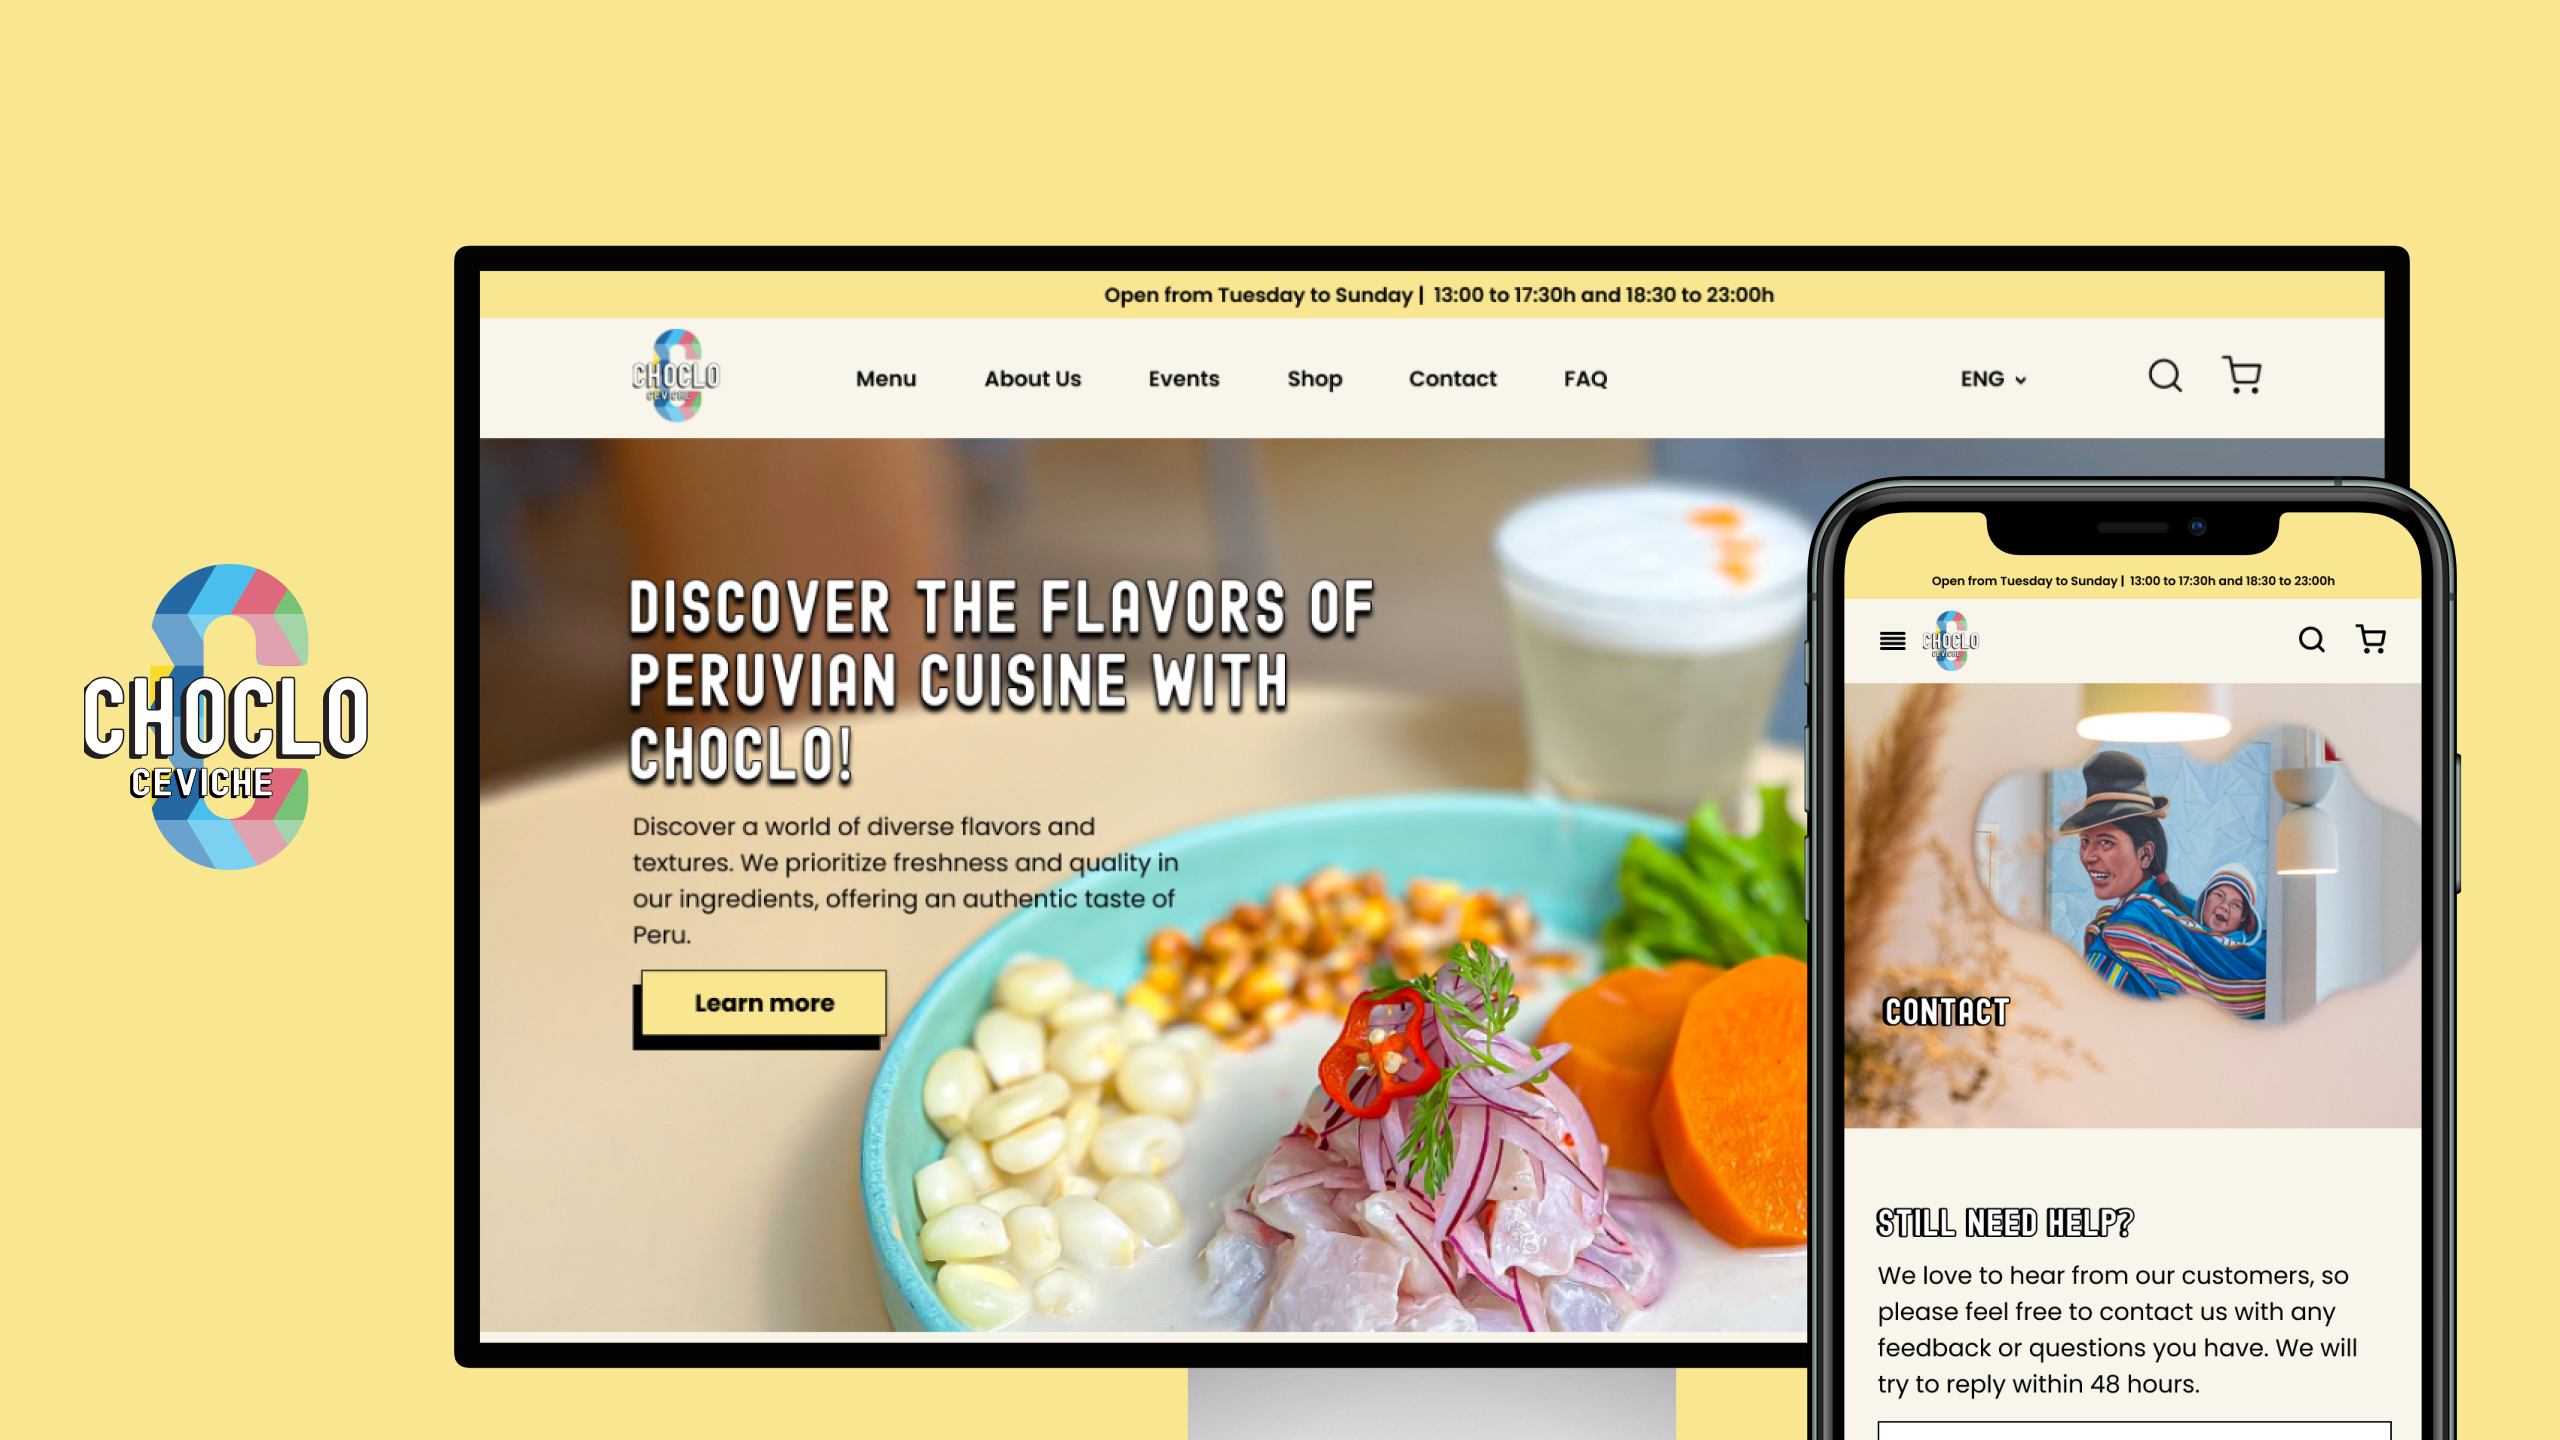 CHOCLO
CEVICHE
Open from Tuesday to Sunday | 13:00 to 17:30h and 18:30 to 23:00h
CHOCLO
CEVICHE
Menu
About Us
Events
Shop
Contact
FAQ
ENG
DISCOVER THE FLAVORS OF
PERUVIAN CUISINE WITH
CHOCLO!
Discover a world of diverse flavors and
textures. We prioritize freshness and quality in
our ingredients, offering an authentic taste of
Peru.
Learn more
Open from Tuesday to Sunday | 13:00 to 17:30h and 18:30 to 23:00h
CHOCLO
CEVICHE
CONTACT
STILL NEED HELP?
We love to hear from our customers, so
please feel free to contact us with any
feedback or questions you have. We will
try to reply within 48 hours.